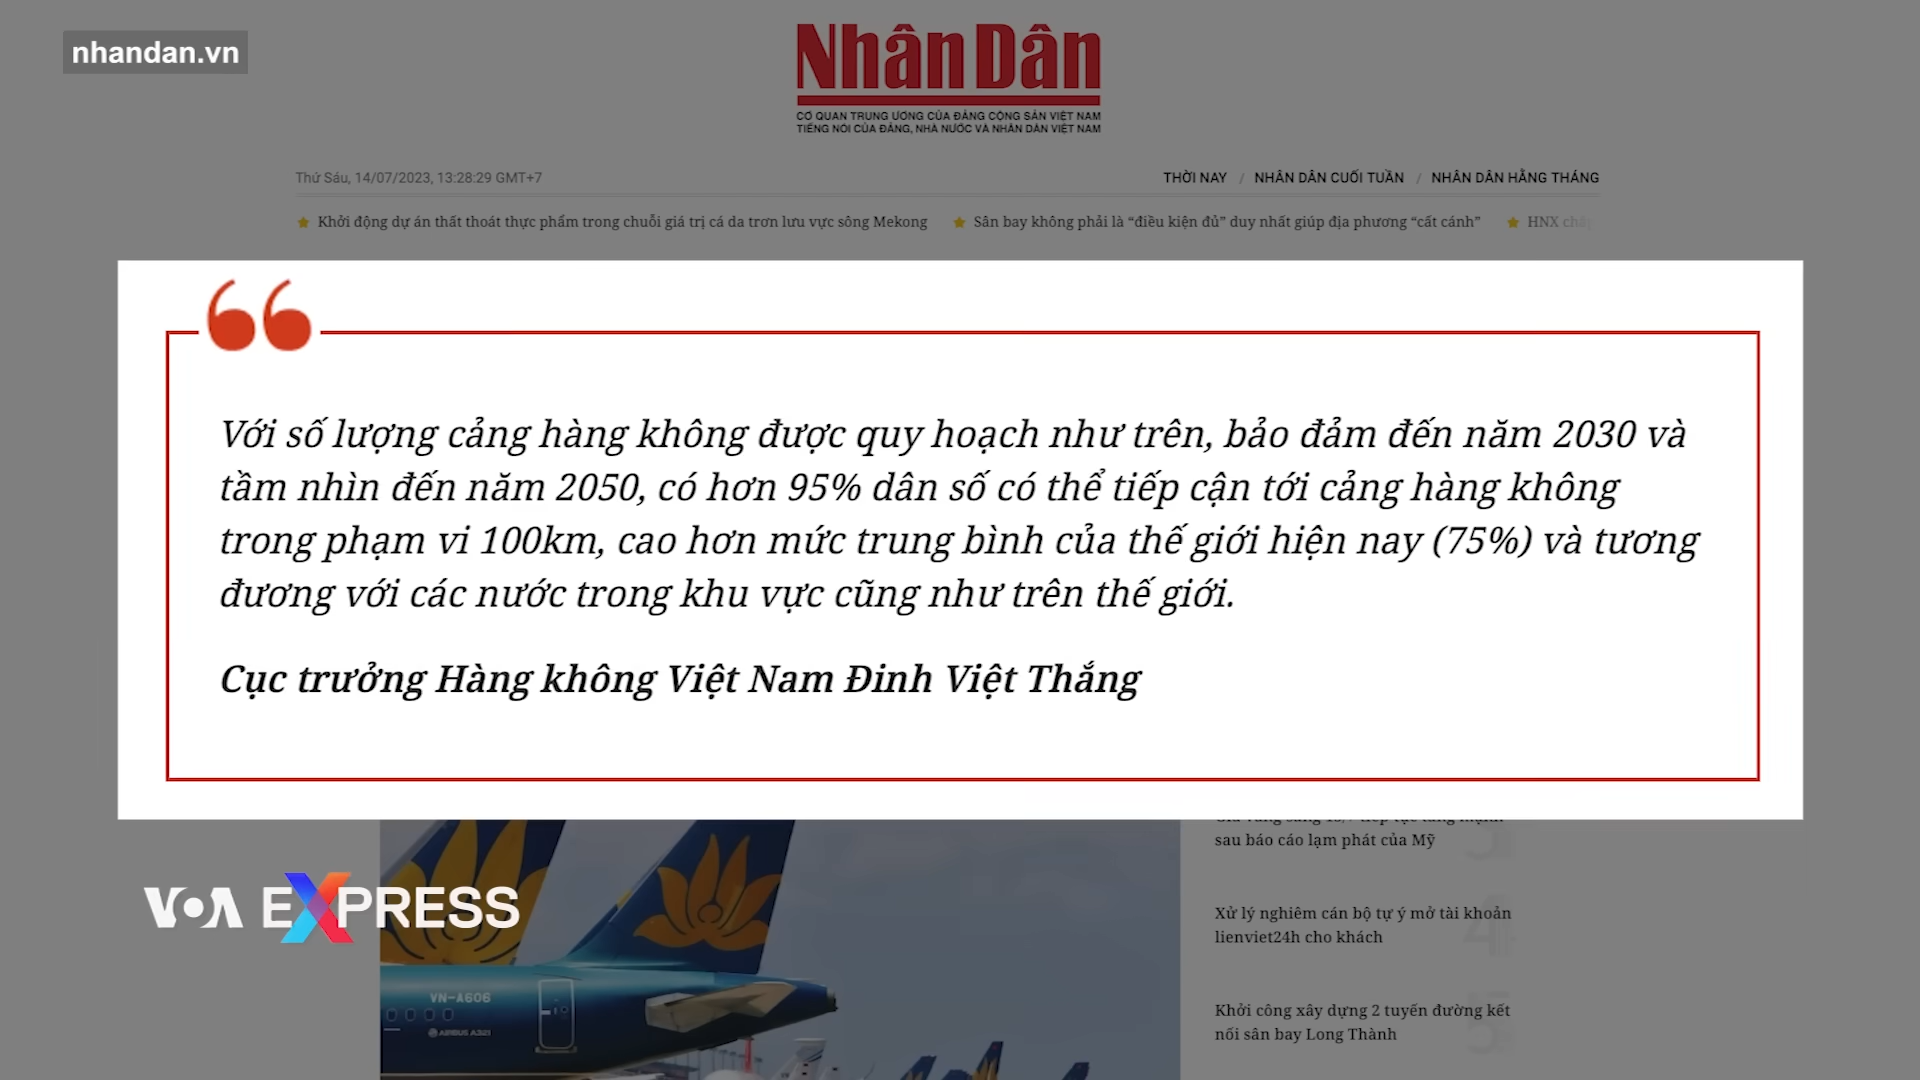 nhandan.vn
Nhân Dân
CƠ QUAN TRUNG ƯƠNG CỦA ĐẢNG CỘNG SẢN VIỆT NAM
TIẾNG NÓI CỦA ĐẢNG, NHÀ NƯỚC VÀ NHÂN DÂN VIỆT NAM
Thứ Sáu, 14/07/2023, 13:28:29 GMT+7
THỜI NAY / NHÂN DÂN CUỐI TUẦN / NHÂN DÂN HẰNG THÁNG
Khởi động dự án thất thoát thực phẩm trong chuỗi giá trị cá da trơn lưu vực sông Mekong
Sân bay không phải là “điều kiện đủ” duy nhất giúp địa phương “cất cánh”
HNX
Với số lượng cảng hàng không được quy hoạch như trên, bảo đảm đến năm 2030 và
tầm nhìn đến năm 2050, có hơn 95% dân số có thể tiếp cận tới cảng hàng không
trong phạm vi 100km, cao hơn mức trung bình của thế giới hiện nay (75%) và tương
đương với các nước trong khu vực cũng như trên thế giới.
Cục trưởng Hàng không Việt Nam Đinh Việt Thắng
sau báo cáo lạm phát của Mỹ
VOA EXPRESS
Xử lý nghiêm cán bộ tự ý mở tài khoản
lienviet24h cho khách
VN-A606
AIRBUS A321
Khởi công xây dựng 2 tuyến đường kết
nối sân bay Long Thành